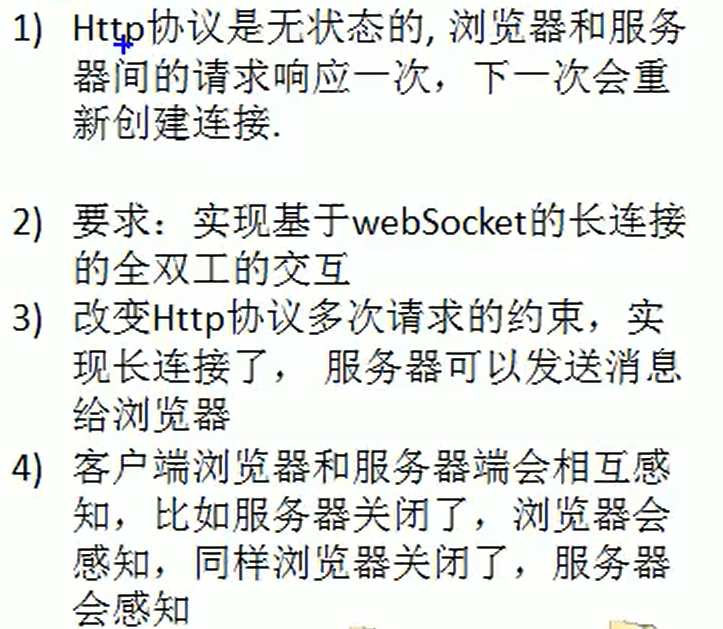 1) Http协议是无状态的, 浏览器和服务
器间的请求响应一次，下一次会重
新创建连接.
2) 要求：实现基于webSocket的长连接
的全双工的交互
3) 改变Http协议多次请求的约束，实
现长连接了， 服务器可以发送消息
给浏览器
4) 客户端浏览器和服务器端会相互感
知，比如服务器关闭了，浏览器会
感知，同样浏览器关闭了，服务器
会感知